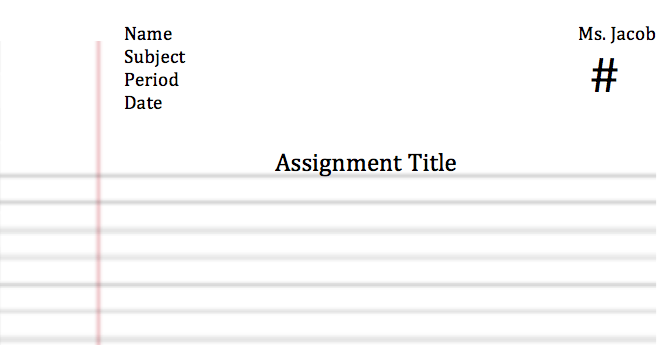 Name
Ms. Jacob
Subject
#
Period
Date
Assignment Title